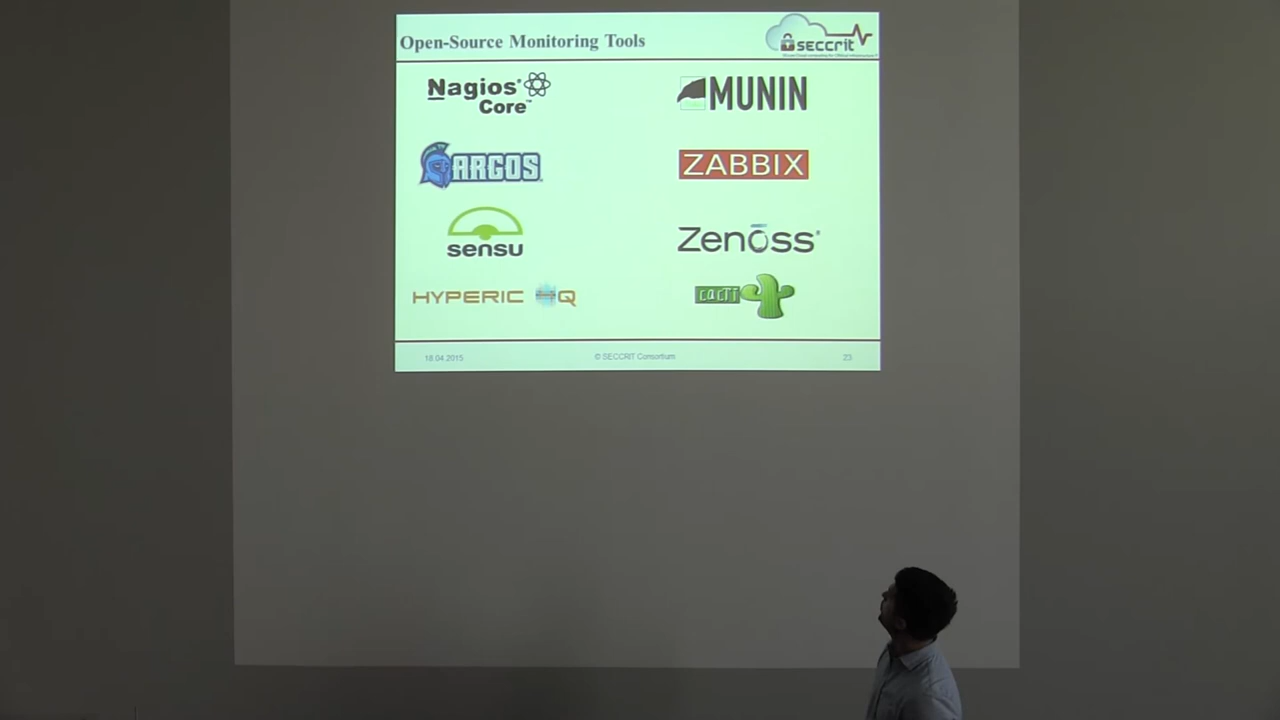 Open-Source Monitoring Tools
seccrit
Nagios®
Core™
MUNIN
ARGOS
ZABBIX
sensu
Zenoss®
HYPERIC HQ
cacti
18.04.2015
© SECCRIT Consortium
23